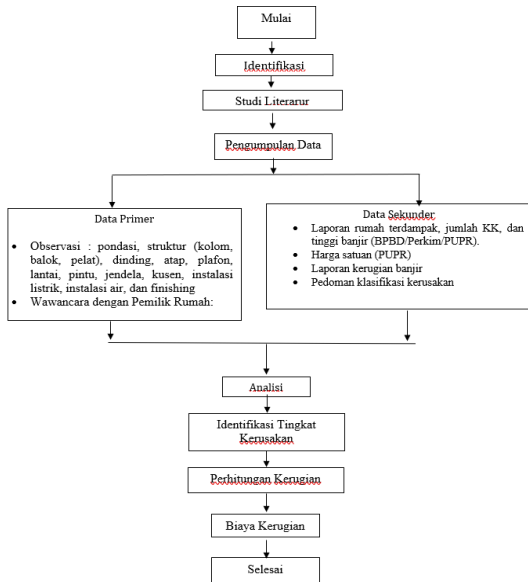 Mulai
Identifikasi
Studi Literarur
Pengumpulan Data
Data Primer
• Observasi : pondasi, struktur (kolom,
balok, pelat), dinding, atap, plafon,
lantai, pintu, jendela, kusen, instalasi
listrik, instalasi air, dan finishing
• Wawancara dengan Pemilik Rumah:
Data Sekunder
• Laporan rumah terdampak, jumlah KK, dan
tinggi banjir (BPBD/Perkim/PUPR).
• Harga satuan (PUPR)
• Laporan kerugian banjir
• Pedoman klasifikasi kerusakan
Analisi
Identifikasi Tingkat
Kerusakan
Perhitungan Kerugian
Biaya Kerugian
Selesai